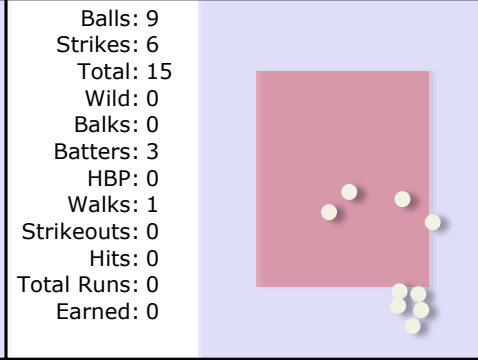 Balls: 9
Strikes: 6
Total: 15
Wild: 0
Balks: 0
Batters: 3
HBP: 0
Walks: 1
Strikeouts: 0
Hits: 0
Total Runs: 0
Earned: 0